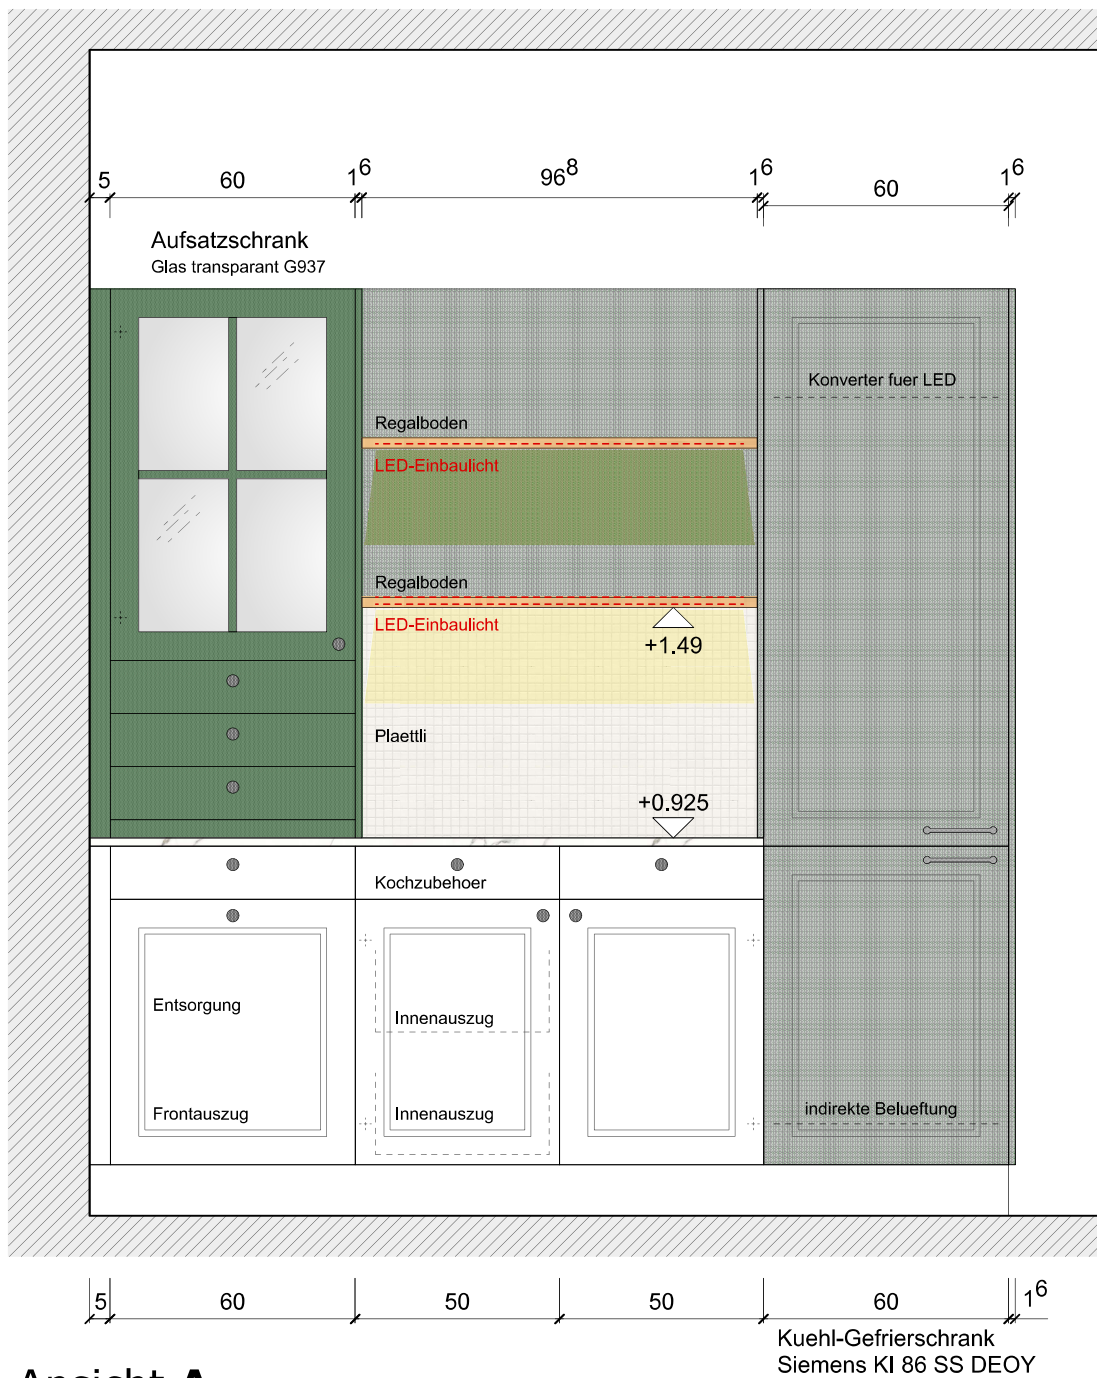 5 60 1⁶ 96⁸ 1⁶ 60 1⁶
Aufsatzschrank
Glas transparant G937
Konverter fuer LED
Regalboden
LED-Einbaulicht
Regalboden
LED-Einbaulicht
+1.49
Plaettli
+0.925
Kochzubehoer
Entsorgung
Innenauszug
Frontauszug
Innenauszug
indirekte Belueftung
5 60 50 50 60 1⁶
Kuehl-Gefrierschrank
Siemens KI 86 SS DEOY
Ansicht A